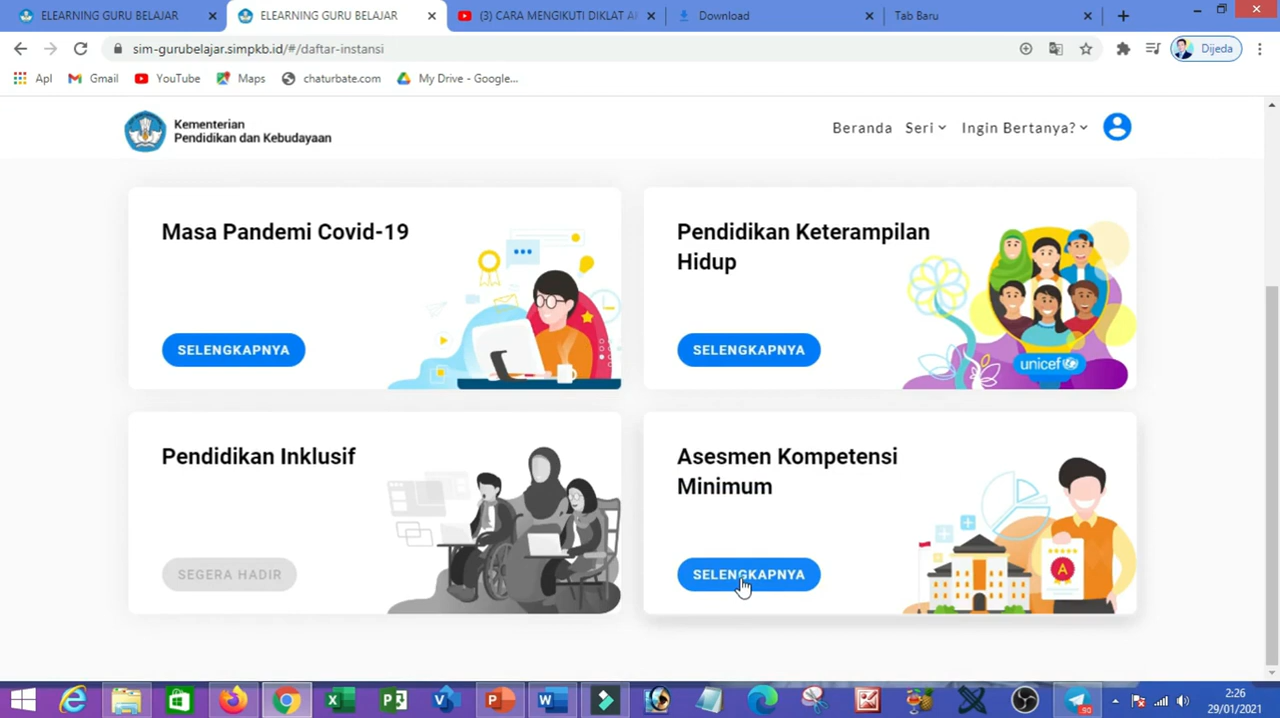 ELEARNING GURU BELAJAR
ELEARNING GURU BELAJAR
(3) CARA MENGIKUTI DIKLAT
Download
Tab Baru
sim-gurubelajar.simpkb.id/#/daftar-instansi
Dijeda
Apl
Gmail
YouTube
Maps
chaturbate.com
My Drive - Google...
Kementerian
Pendidikan dan Kebudayaan
Beranda
Seri
Ingin Bertanya?
Masa Pandemi Covid-19
SELENGKAPNYA
Pendidikan Keterampilan
Hidup
unicef
SELENGKAPNYA
Pendidikan Inklusif
SEGERA HADIR
Asesmen Kompetensi
Minimum
A
SELENGKAPNYA
90
2:26
29/01/2021